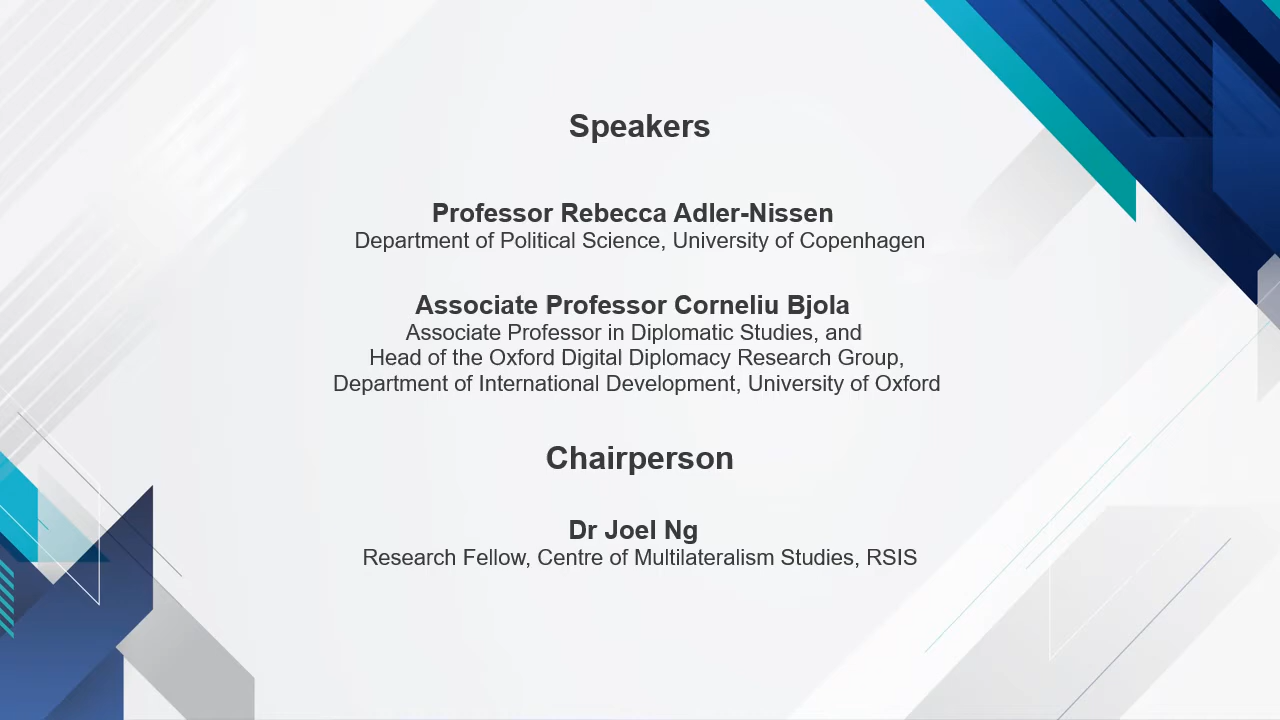 Speakers
Professor Rebecca Adler-Nissen
Department of Political Science, University of Copenhagen
Associate Professor Corneliu Bjola
Associate Professor in Diplomatic Studies, and
Head of the Oxford Digital Diplomacy Research Group,
Department of International Development, University of Oxford
Chairperson
Dr Joel Ng
Research Fellow, Centre of Multilateralism Studies, RSIS